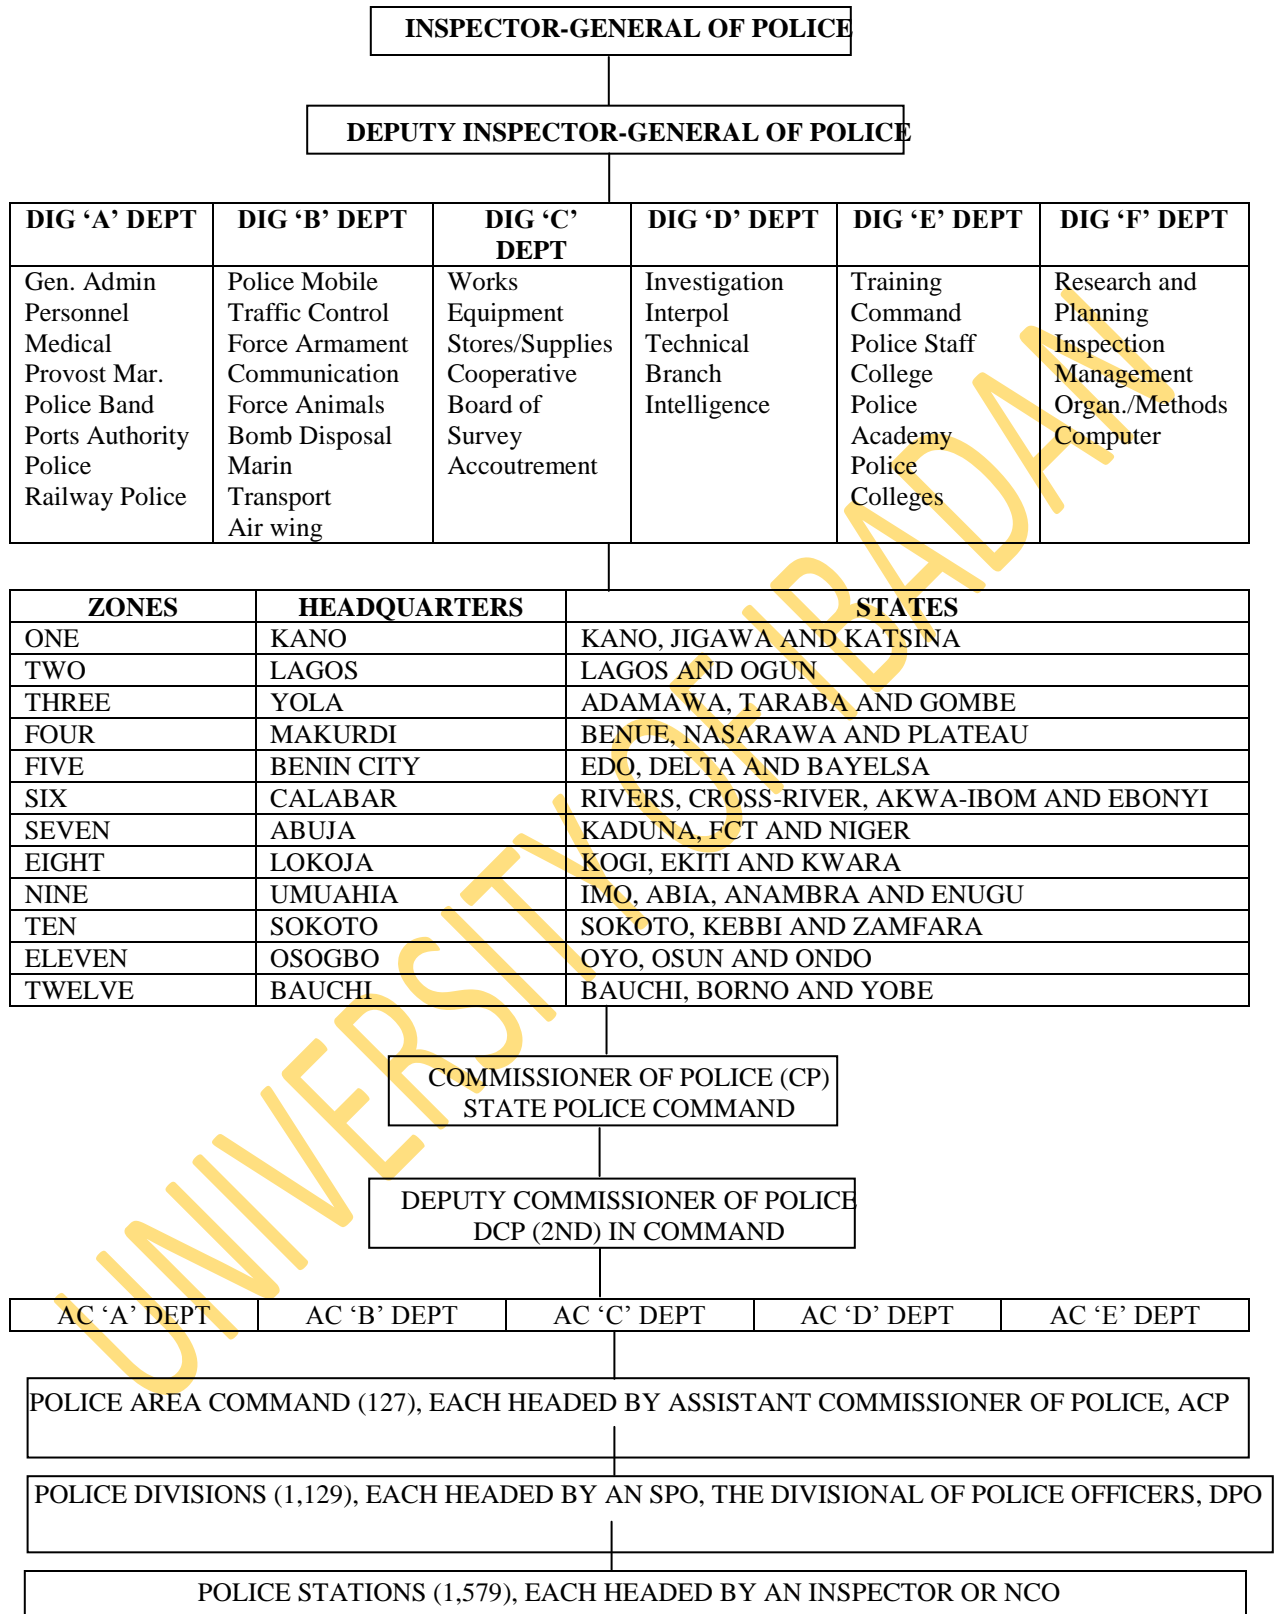 INSPECTOR-GENERAL OF POLICE
DEPUTY INSPECTOR-GENERAL OF POLICE
DIG ‘A’ DEPT
Gen. Admin
Personnel
Medical
Provost Mar.
Police Band
Ports Authority
Police
Railway Police
DIG ‘B’ DEPT
Police Mobile
Traffic Control
Force Armament
Communication
Force Animals
Bomb Disposal
Marin
Transport
Air wing
DIG ‘C’
DEPT
Works
Equipment
Stores/Supplies
Cooperative
Board of
Survey
Accoutrement
DIG ‘D’ DEPT
Investigation
Interpol
Technical
Branch
Intelligence
DIG ‘E’ DEPT
Training
Command
Police Staff
College
Police
Academy
Police
Colleges
DIG ‘F’ DEPT
Research and
Planning
Inspection
Management
Organ./Methods
Computer
ZONES HEADQUARTERS STATES
ONE KANO KANO, JIGAWA AND KATSINA
TWO LAGOS LAGOS AND OGUN
THREE YOLA ADAMAWA, TARABA AND GOMBE
FOUR MAKURDI BENUE, NASARAWA AND PLATEAU
FIVE BENIN CITY EDO, DELTA AND BAYELSA
SIX CALABAR RIVERS, CROSS-RIVER, AKWA-IBOM AND EBONYI
SEVEN ABUJA KADUNA, FCT AND NIGER
EIGHT LOKOJA KOGI, EKITI AND KWARA
NINE UMUAHIA IMO, ABIA, ANAMBRA AND ENUGU
TEN SOKOTO SOKOTO, KEBBI AND ZAMFARA
ELEVEN OSOGBO OYO, OSUN AND ONDO
TWELVE BAUCHI BAUCHI, BORNO AND YOBE
COMMISSIONER OF POLICE (CP)
STATE POLICE COMMAND
DEPUTY COMMISSIONER OF POLICE
DCP (2ND) IN COMMAND
AC ‘A’ DEPT AC ‘B’ DEPT AC ‘C’ DEPT AC ‘D’ DEPT AC ‘E’ DEPT
POLICE AREA COMMAND (127), EACH HEADED BY ASSISTANT COMMISSIONER OF POLICE, ACP
POLICE DIVISIONS (1,129), EACH HEADED BY AN SPO, THE DIVISIONAL OF POLICE OFFICERS, DPO
POLICE STATIONS (1,579), EACH HEADED BY AN INSPECTOR OR NCO
UNIVERSITY OF IBADAN